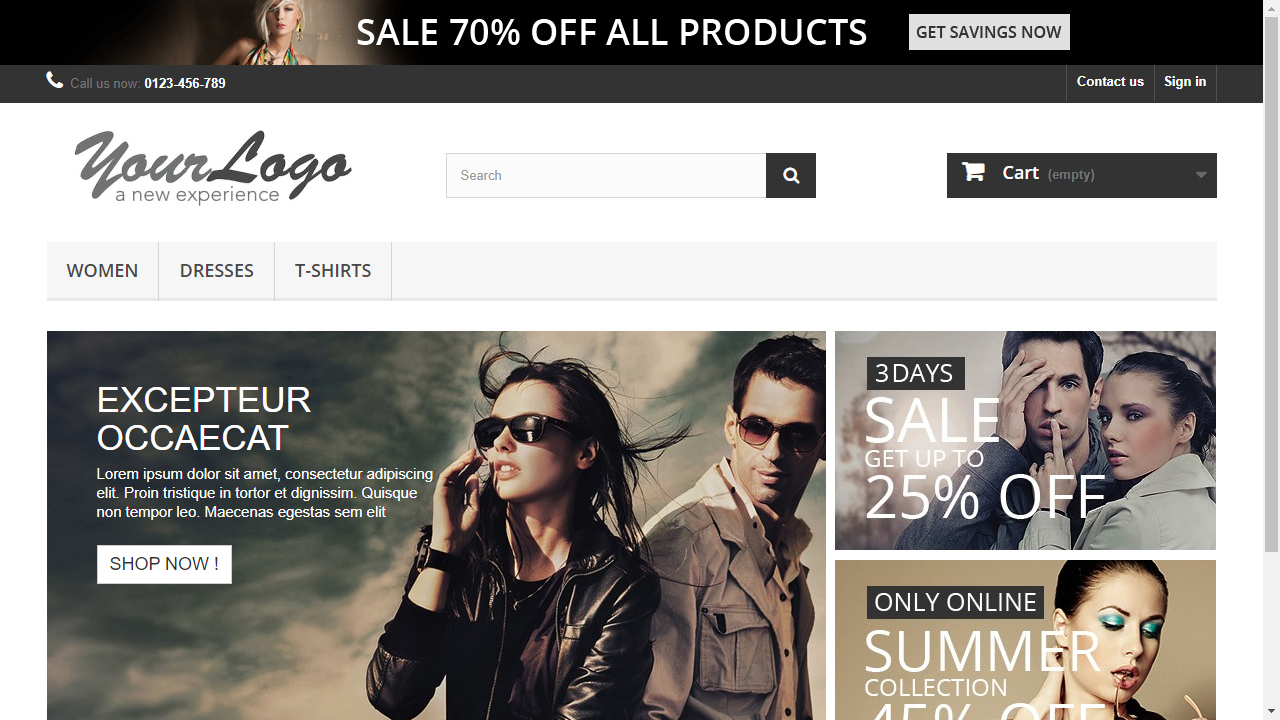 SALE 70% OFF ALL PRODUCTS
GET SAVINGS NOW
Call us now: 0123-456-789
Contact us
Sign in
YourLogo
a new experience
Search
Cart (empty)
WOMEN
DRESSES
T-SHIRTS
EXCEPTEUR
OCCAECAT
Lorem ipsum dolor sit amet, consectetur adipiscing
elit. Proin tristique in tortor et dignissim. Quisque
non tempor leo. Maecenas egestas sem elit
SHOP NOW !
3 DAYS
SALE
GET UP TO
25% OFF
ONLY ONLINE
SUMMER
COLLECTION
45% OFF